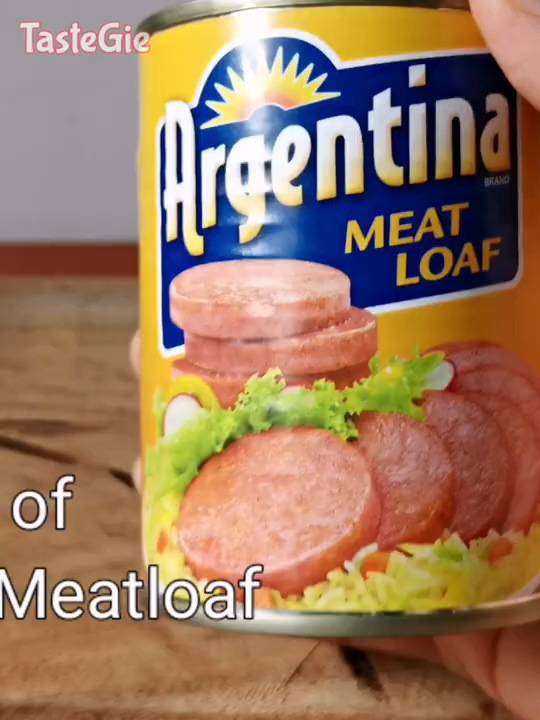 TasteGie
Argentina
BRAND
MEAT
LOAF
of
Meatloaf